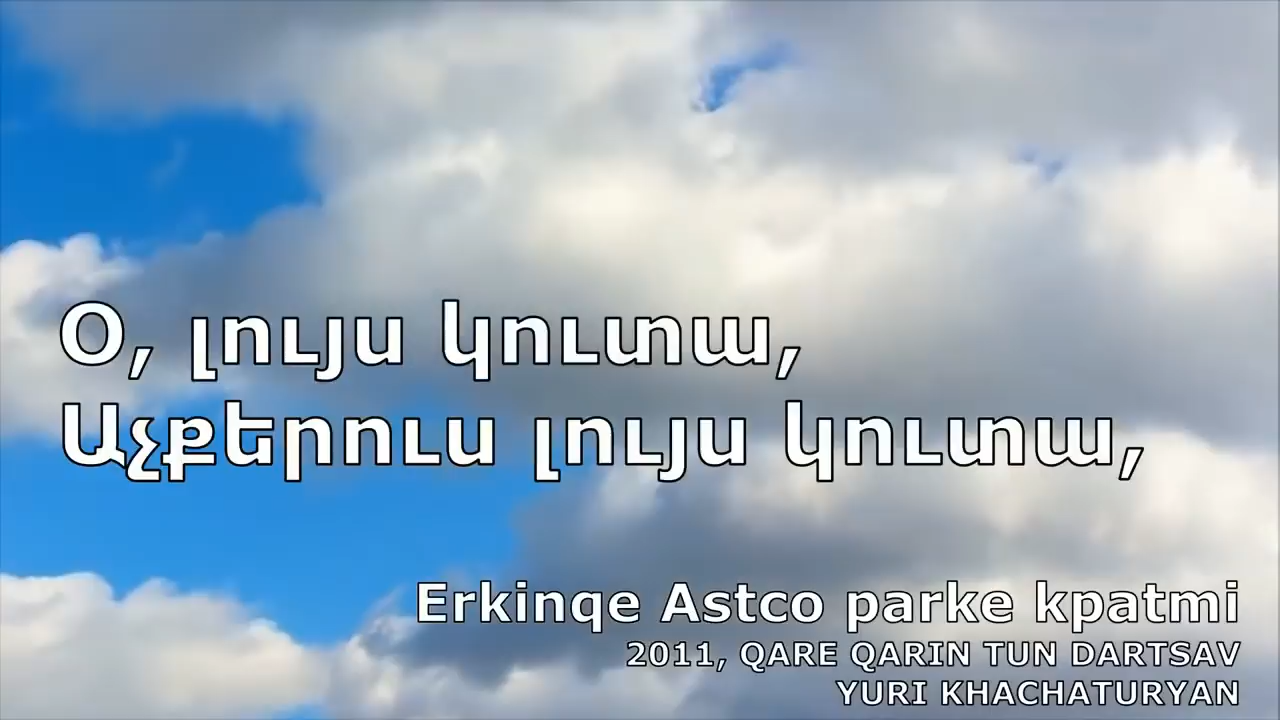 Օ, լույս կուտա,
Աչքերուս լույս կուտա,
Erkinqe Astco parke kpatmi
2011, QARE QARIN TUN DARTSAV
YURI KHACHATURYAN